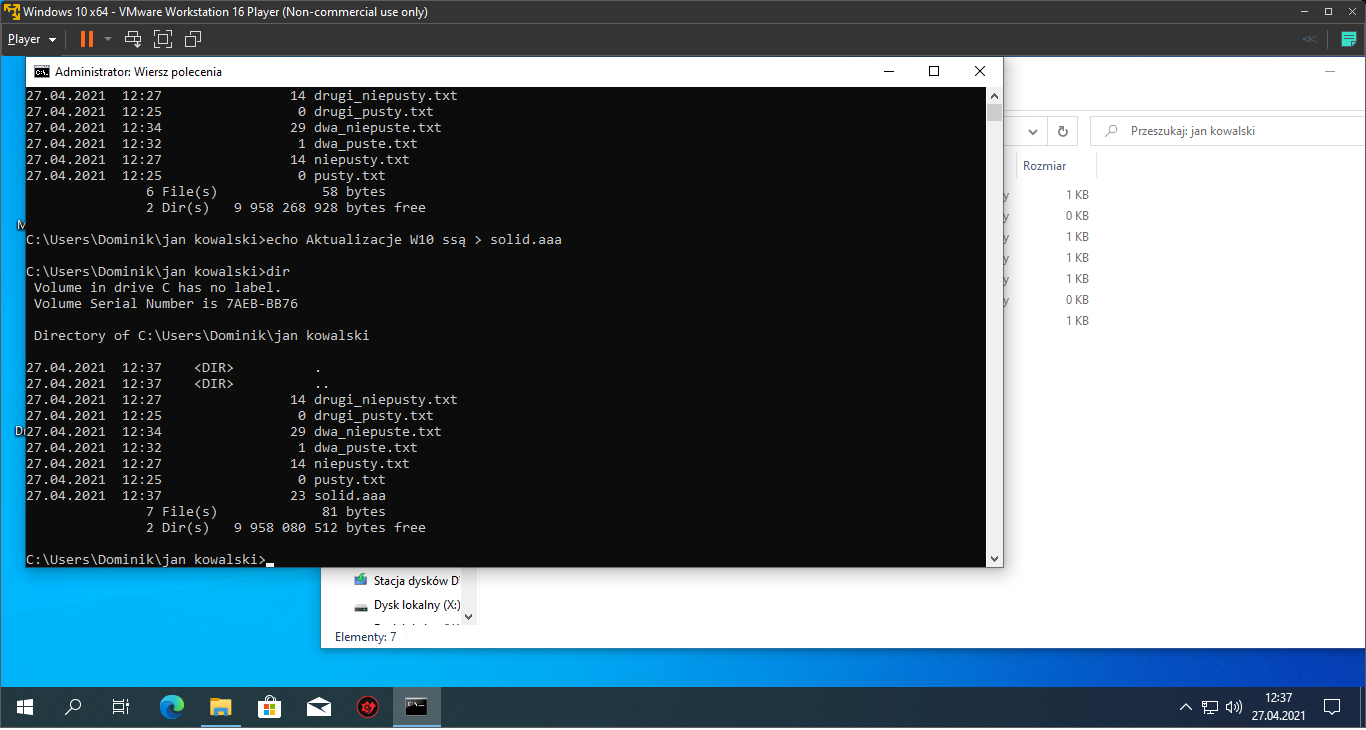 Windows 10 x64 - VMware Workstation 16 Player (Non-commercial use only)
Player
Administrator: Wiersz polecenia
27.04.2021  12:27                14 drugi_niepusty.txt
27.04.2021  12:25                 0 drugi_pusty.txt
27.04.2021  12:34                29 dwa_niepuste.txt
27.04.2021  12:32                 1 dwa_puste.txt
27.04.2021  12:27                14 niepusty.txt
27.04.2021  12:25                 0 pusty.txt
               6 File(s)             58 bytes
               2 Dir(s)   9 958 268 928 bytes free
C:\Users\Dominik\jan kowalski>echo Aktualizacje W10 ssą > solid.aaa
C:\Users\Dominik\jan kowalski>dir
 Volume in drive C has no label.
 Volume Serial Number is 7AEB-BB76
 Directory of C:\Users\Dominik\jan kowalski
27.04.2021  12:37    <DIR>          .
27.04.2021  12:37    <DIR>          ..
27.04.2021  12:27                14 drugi_niepusty.txt
27.04.2021  12:25                 0 drugi_pusty.txt
27.04.2021  12:34                29 dwa_niepuste.txt
27.04.2021  12:32                 1 dwa_puste.txt
27.04.2021  12:27                14 niepusty.txt
27.04.2021  12:25                 0 pusty.txt
27.04.2021  12:37                23 solid.aaa
               7 File(s)             81 bytes
               2 Dir(s)   9 958 080 512 bytes free
C:\Users\Dominik\jan kowalski>
Przeszukaj: jan kowalski
Rozmiar
y 1 KB
y 0 KB
y 1 KB
y 1 KB
y 1 KB
y 0 KB
1 KB
Stacja dysków D
Dysk lokalny (X:)
Elementy: 7
12:37
27.04.2021